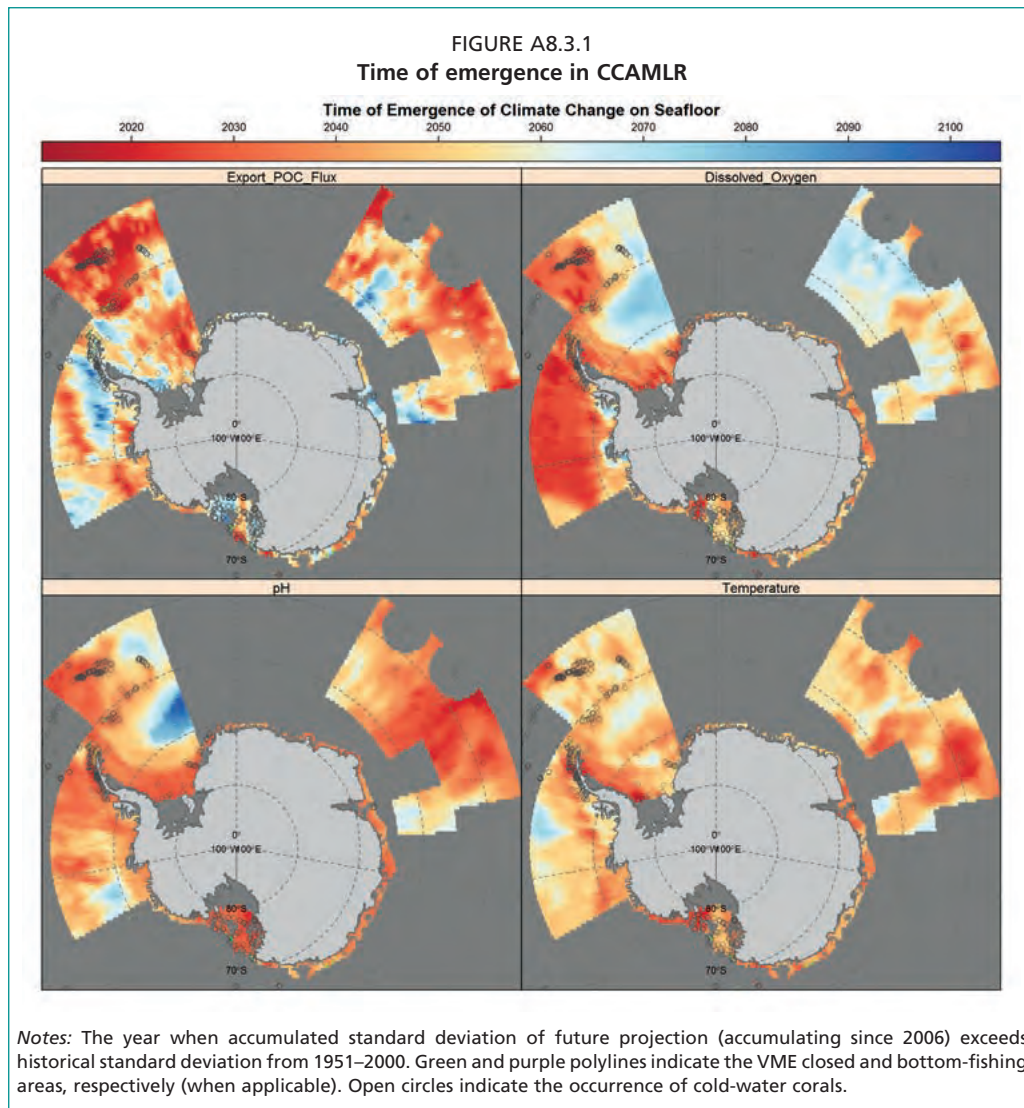 FIGURE A8.3.1
Time of emergence in CCAMLR
Time of Emergence of Climate Change on Seafloor
2020 2030 2040 2050 2060 2070 2080 2090 2100
Export_POC_Flux Dissolved_Oxygen
0° 0°
100°W 100°E 100°W 100°E
80°S 80°S
70°S 70°S
pH Temperature
0° 0°
100°W 100°E 100°W 100°E
80°S 80°S
70°S 70°S
Notes: The year when accumulated standard deviation of future projection (accumulating since 2006) exceeds
historical standard deviation from 1951–2000. Green and purple polylines indicate the VME closed and bottom-fishing
areas, respectively (when applicable). Open circles indicate the occurrence of cold-water corals.